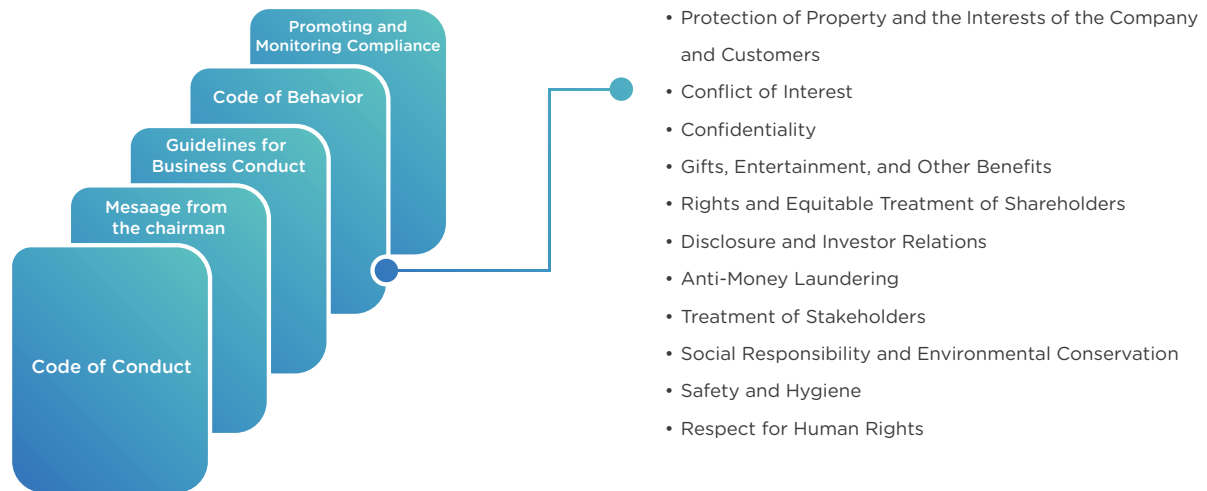 Promoting and
Monitoring Compliance
Code of Behavior
Guidelines for
Business Conduct
Mesaage from
the chairman
Code of Conduct
• Protection of Property and the Interests of the Company
and Customers
• Conflict of Interest
• Confidentiality
• Gifts, Entertainment, and Other Benefits
• Rights and Equitable Treatment of Shareholders
• Disclosure and Investor Relations
• Anti-Money Laundering
• Treatment of Stakeholders
• Social Responsibility and Environmental Conservation
• Safety and Hygiene
• Respect for Human Rights